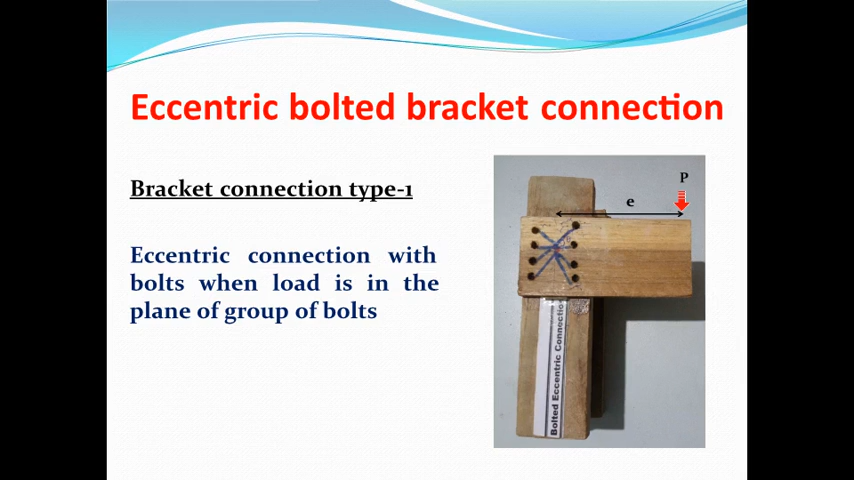 Eccentric bolted bracket connection
Bracket connection type-1
Eccentric connection with
bolts when load is in the
plane of group of bolts
P
e
Bolted Eccentric Connection